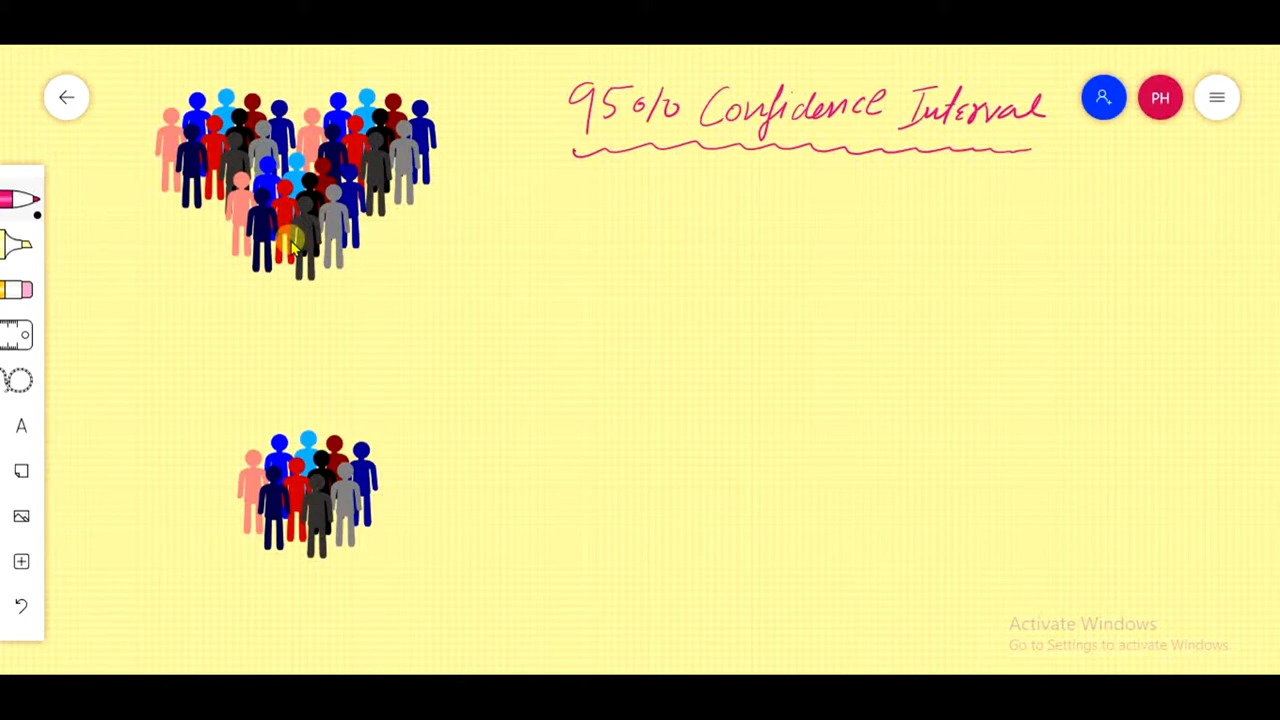 95% Confidence Interval
PH
A
Activate Windows
Go to Settings to activate Windows.